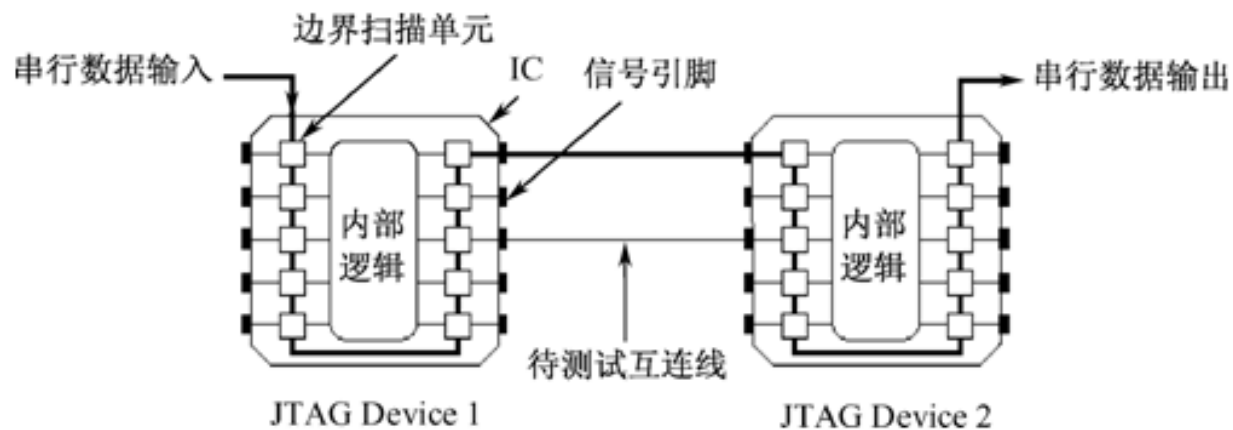 边界扫描单元
串行数据输入
IC
信号引脚
串行数据输出
内部
逻辑
内部
逻辑
待测试互连线
JTAG Device 1
JTAG Device 2